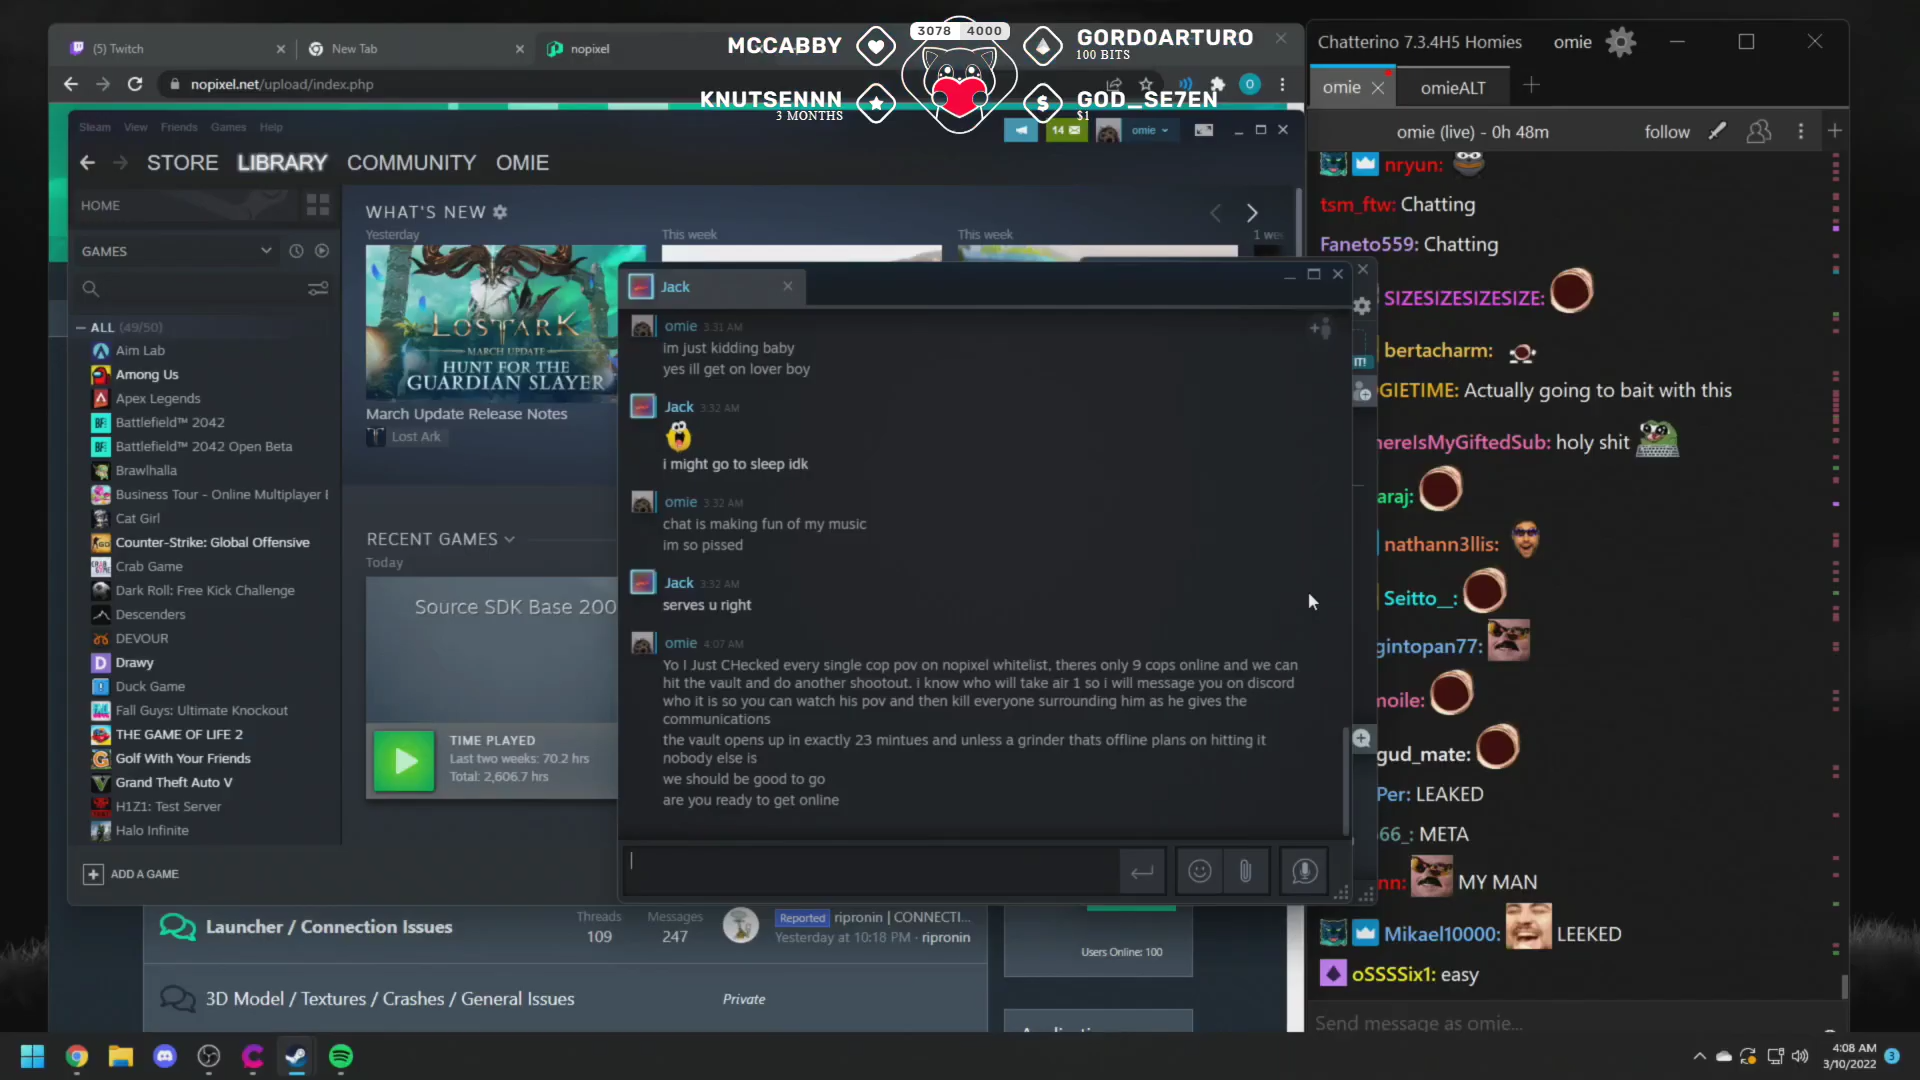 (5) Twitch
New Tab
nopixel
MCCABBY
3078 4000
GORDOARTURO
100 BITS
nopixel.net/upload/index.php
KNUTSENNN
3 MONTHS
GOD_SE7EN
$1
Steam View Friends Games Help
14
omie
STORE LIBRARY COMMUNITY OMIE
HOME
GAMES
ALL (49/50)
Aim Lab
Among Us
Apex Legends
Battlefield™ 2042
Battlefield™ 2042 Open Beta
Brawlhalla
Business Tour - Online Multiplayer
Cat Girl
Counter-Strike: Global Offensive
Crab Game
Dark Roll: Free Kick Challenge
Descenders
DEVOUR
Drawy
Duck Game
Fall Guys: Ultimate Knockout
THE GAME OF LIFE 2
Golf With Your Friends
Grand Theft Auto V
H1Z1: Test Server
Halo Infinite
ADD A GAME
WHAT'S NEW
Yesterday
This week
This week
1 wee
LOST ARK
MARCH UPDATE
HUNT FOR THE
GUARDIAN SLAYER
March Update Release Notes
Lost Ark
RECENT GAMES
Today
Source SDK Base 200
TIME PLAYED
Last two weeks: 70.2 hrs
Total: 2,606.7 hrs
Jack
omie 3:31 AM
im just kidding baby
yes ill get on lover boy
Jack 3:32 AM
i might go to sleep idk
omie 3:32 AM
chat is making fun of my music
im so pissed
Jack 3:32 AM
serves u right
omie 4:07 AM
Yo I Just CHecked every single cop pov on nopixel whitelist, theres only 9 cops online and we can
hit the vault and do another shootout. i know who will take air 1 so i will message you on discord
who it is so you can watch his pov and then kill everyone surrounding him as he gives the
communications
the vault opens up in exactly 23 mintues and unless a grinder thats offline plans on hitting it
nobody else is
we should be good to go
are you ready to get online
m!
Launcher / Connection Issues
Threads
109
Messages
247
Reported ripronin | CONNECTI...
Yesterday at 10:18 PM · ripronin
Users Online: 100
3D Model / Textures / Crashes / General Issues
Private
Chatterino 7.3.4H5 Homies
omie
omie
omieALT
omie (live) - 0h 48m
follow
nryun:
tsm_ftw: Chatting
Faneto559: Chatting
SIZESIZESIZESIZE:
bertacharm:
GIETIME: Actually going to bait with this
hereIsMyGiftedSub: holy shit
araj:
nathann3llis:
Seitto__:
gintopan77:
moile:
gud_mate:
Per: LEAKED
66_: META
nn: MY MAN
Mikael10000: LEEKED
oSSSSix1: easy
Send message as omie...
4:08 AM
3/10/2022
3